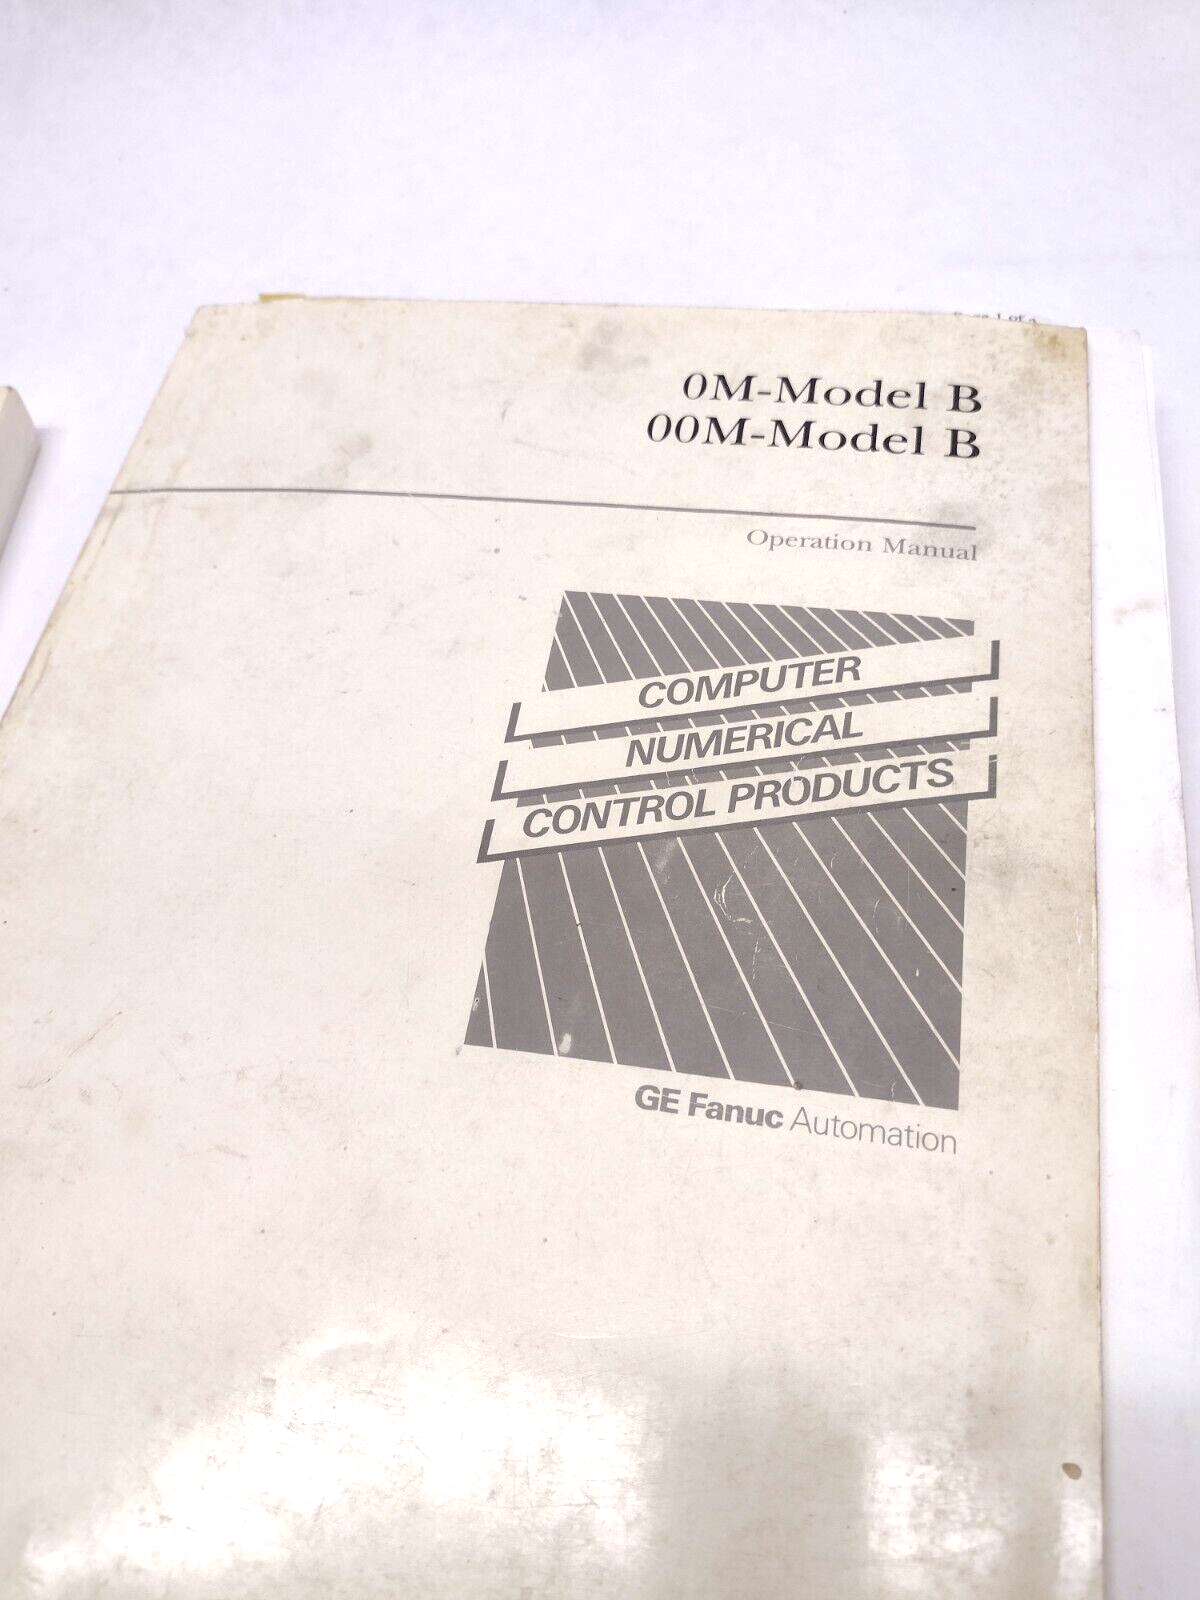 0M-Model B
00M-Model B
Operation Manual
COMPUTER
NUMERICAL
CONTROL PRODUCTS
GE Fanuc Automation